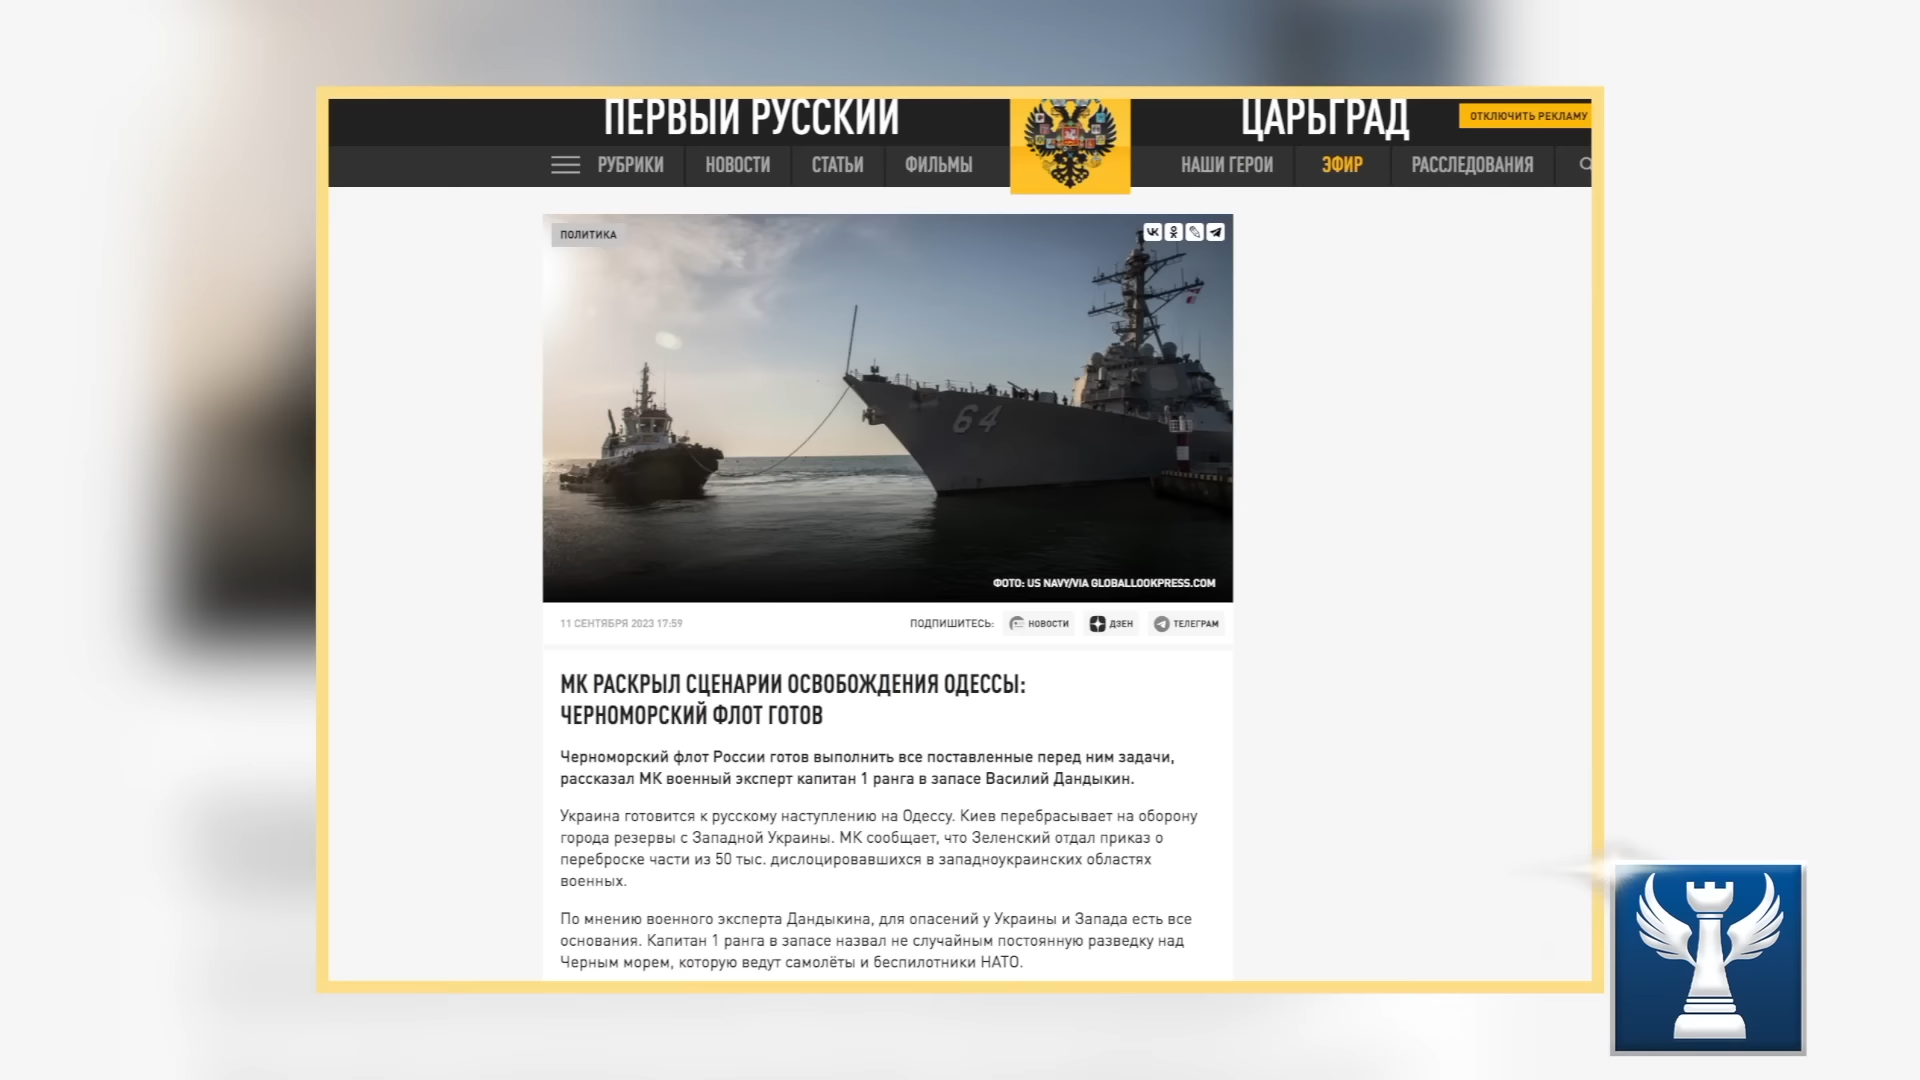 ПЕРВЫЙ РУССКИЙ
ЦАРЬГРАД
ОТКЛЮЧИТЬ РЕКЛАМУ
РУБРИКИ
НОВОСТИ
СТАТЬИ
ФИЛЬМЫ
НАШИ ГЕРОИ
ЭФИР
РАССЛЕДОВАНИЯ
ПОЛИТИКА
64
ФОТО: US NAVY/VIA GLOBALLOOKPRESS.COM
11 СЕНТЯБРЯ 2023 17:59
ПОДПИШИТЕСЬ:
НОВОСТИ
ДЗЕН
ТЕЛЕГРАМ
МК РАСКРЫЛ СЦЕНАРИИ ОСВОБОЖДЕНИЯ ОДЕССЫ:
ЧЕРНОМОРСКИЙ ФЛОТ ГОТОВ
Черноморский флот России готов выполнить все поставленные перед ним задачи,
рассказал МК военный эксперт капитан 1 ранга в запасе Василий Дандыкин.
Украина готовится к русскому наступлению на Одессу. Киев перебрасывает на оборону
города резервы с Западной Украины. МК сообщает, что Зеленский отдал приказ о
переброске части из 50 тыс. дислоцировавшихся в западноукраинских областях
военных.
По мнению военного эксперта Дандыкина, для опасений у Украины и Запада есть все
основания. Капитан 1 ранга в запасе назвал не случайным постоянную разведку над
Черным морем, которую ведут самолёты и беспилотники НАТО.